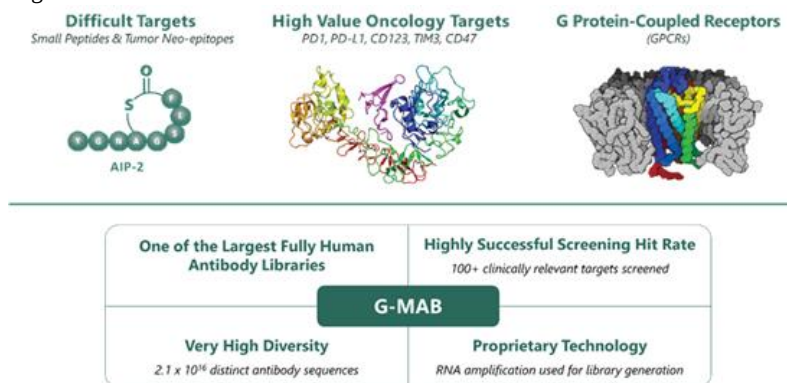 Difficult Targets
Small Peptides & Tumor Neo-epitopes
High Value Oncology Targets
PD1, PD-L1, CD123, TIM3, CD47
G Protein-Coupled Receptors
(GPCRs)
O
S
AIP-2
One of the Largest Fully Human
Antibody Libraries
Highly Successful Screening Hit Rate
100+ clinically relevant targets screened
G-MAB
Very High Diversity
2.1 x 10¹⁶ distinct antibody sequences
Proprietary Technology
RNA amplification used for library generation